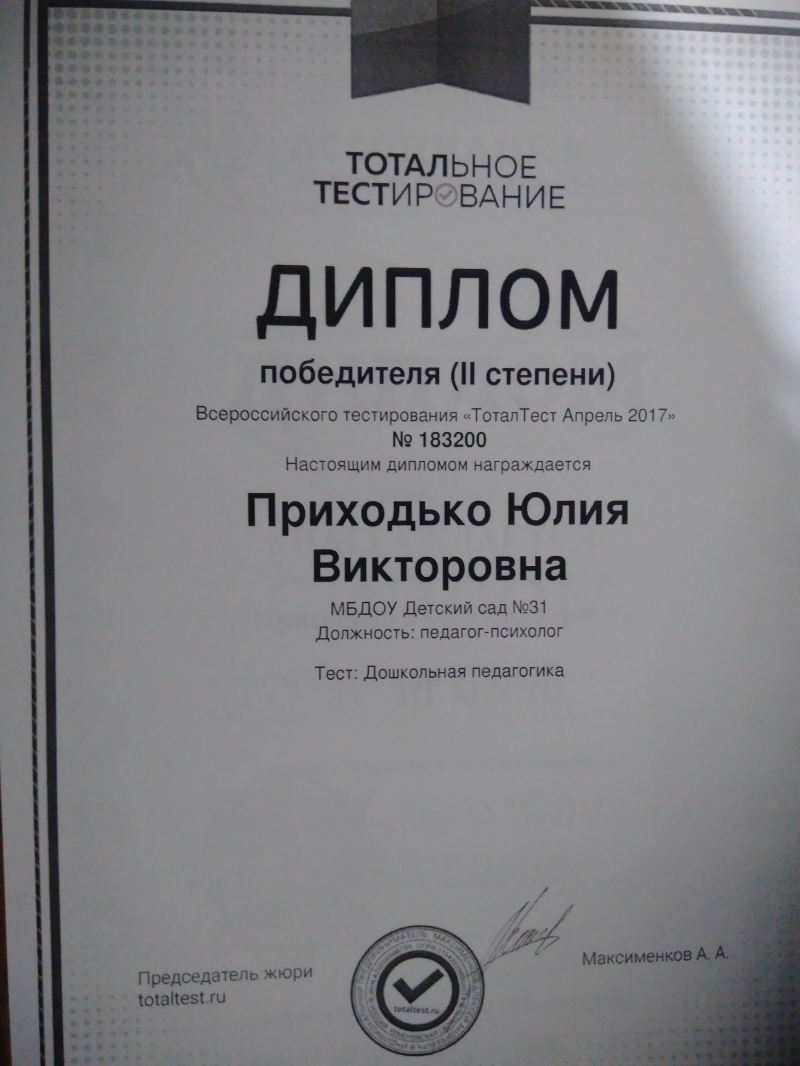 ТОТАЛЬНОЕ
ТЕСТИРОВАНИЕ
ДИПЛОМ
победителя (II степени)
Всероссийского тестирования «ТоталТест Апрель 2017»
№ 183200
Настоящим дипломом награждается
Приходько Юлия
Викторовна
МБДОУ Детский сад №31
Должность: педагог-психолог
Тест: Дошкольная педагогика
Председатель жюри
totaltest.ru
totaltest.ru
Максименков А. А.